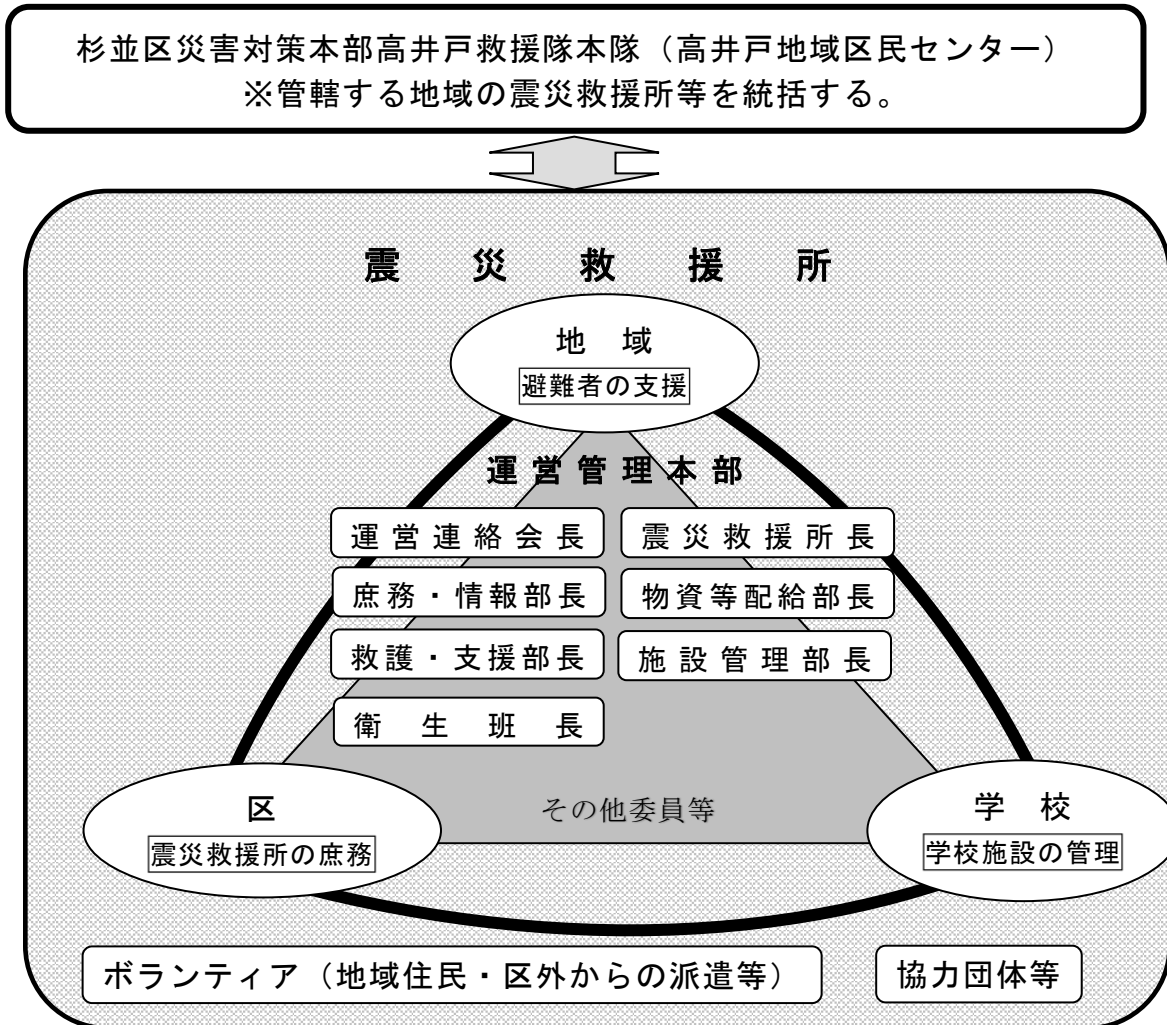 杉並区災害対策本部高井戸救援隊本隊（高井戸地域区民センター）
※管轄する地域の震災救援所等を統括する。
震災救援所
地域
避難者の支援
運営管理本部
運営連絡会長
震災救援所長
庶務・情報部長
物資等配給部長
救護・支援部長
施設管理部長
衛生班長
区
震災救援所の庶務
その他委員等
学校
学校施設の管理
ボランティア（地域住民・区外からの派遣等）
協力団体等